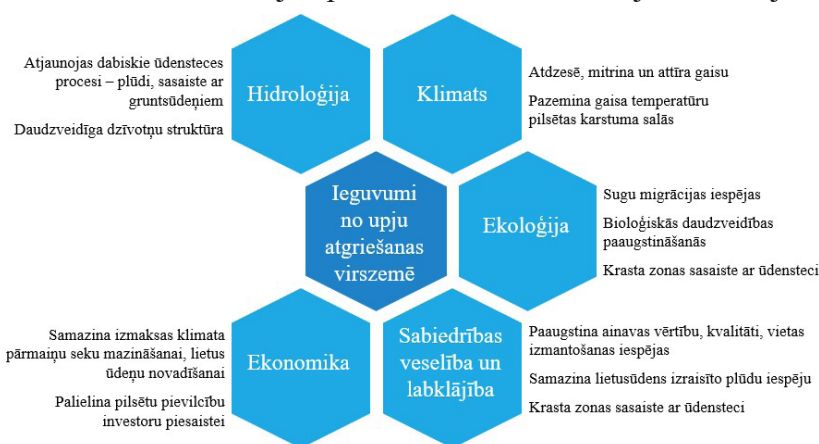 Atjaunojas dabiskie ūdensteces
procesi – plūdi, sasaiste ar
gruntsūdeņiem
Daudzveidīga dzīvotņu struktūra
Hidroloģija
Klimats
Atdzesē, mitrina un attīra gaisu
Pazemina gaisa temperatūru
pilsētas karstuma salās
Ieguvumi
no upju
atgriešanas
virszemē
Ekoloģija
Sugu migrācijas iespējas
Bioloģiskās daudzveidības
paaugstināšanās
Krasta zonas sasaiste ar ūdensteci
Samazina izmaksas klimata
pārmaiņu seku mazināšanai, lietus
ūdeņu novadīšanai
Palielina pilsētu pievilcību
investoru piesaistei
Ekonomika
Sabiedrības
veselība un
labklājība
Paaugstina ainavas vērtību, kvalitāti, vietas
izmantošanas iespējas
Samazina lietusūdens izraisīto plūdu iespēju
Krasta zonas sasaiste ar ūdensteci